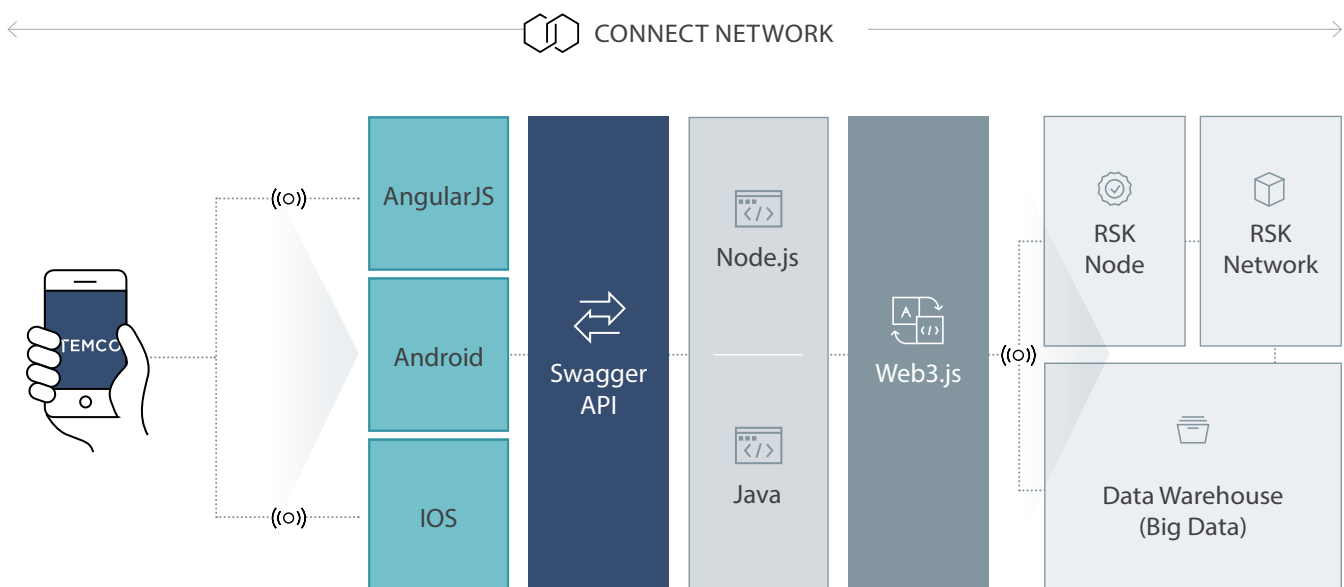 CONNECT NETWORK
TEMCO
AngularJS
Android
IOS
Swagger
API
Node.js
Java
Web3.js
RSK
Node
RSK
Network
Data Warehouse
(Big Data)